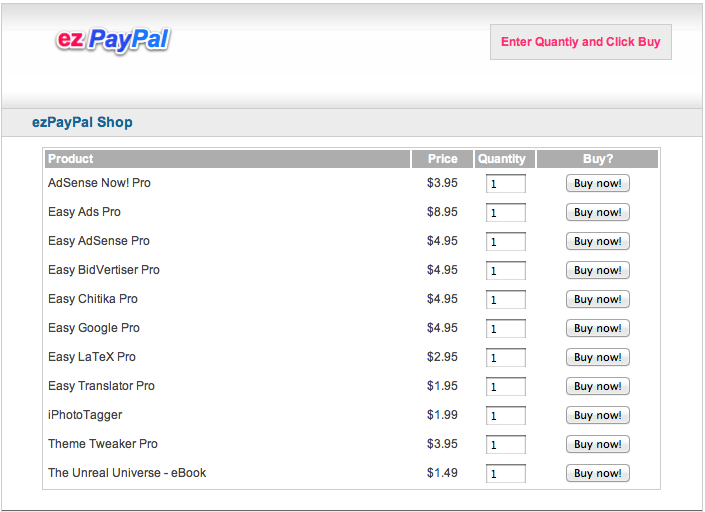 ez PayPal
Enter Quantiy and Click Buy
ezPayPal Shop
Product Price Quantity Buy?
AdSense Now! Pro $3.95 1 Buy now!
Easy Ads Pro $8.95 1 Buy now!
Easy AdSense Pro $4.95 1 Buy now!
Easy BidVertiser Pro $4.95 1 Buy now!
Easy Chitika Pro $4.95 1 Buy now!
Easy Google Pro $4.95 1 Buy now!
Easy LaTeX Pro $2.95 1 Buy now!
Easy Translator Pro $1.95 1 Buy now!
iPhotoTagger $1.99 1 Buy now!
Theme Tweaker Pro $3.95 1 Buy now!
The Unreal Universe - eBook $1.49 1 Buy now!